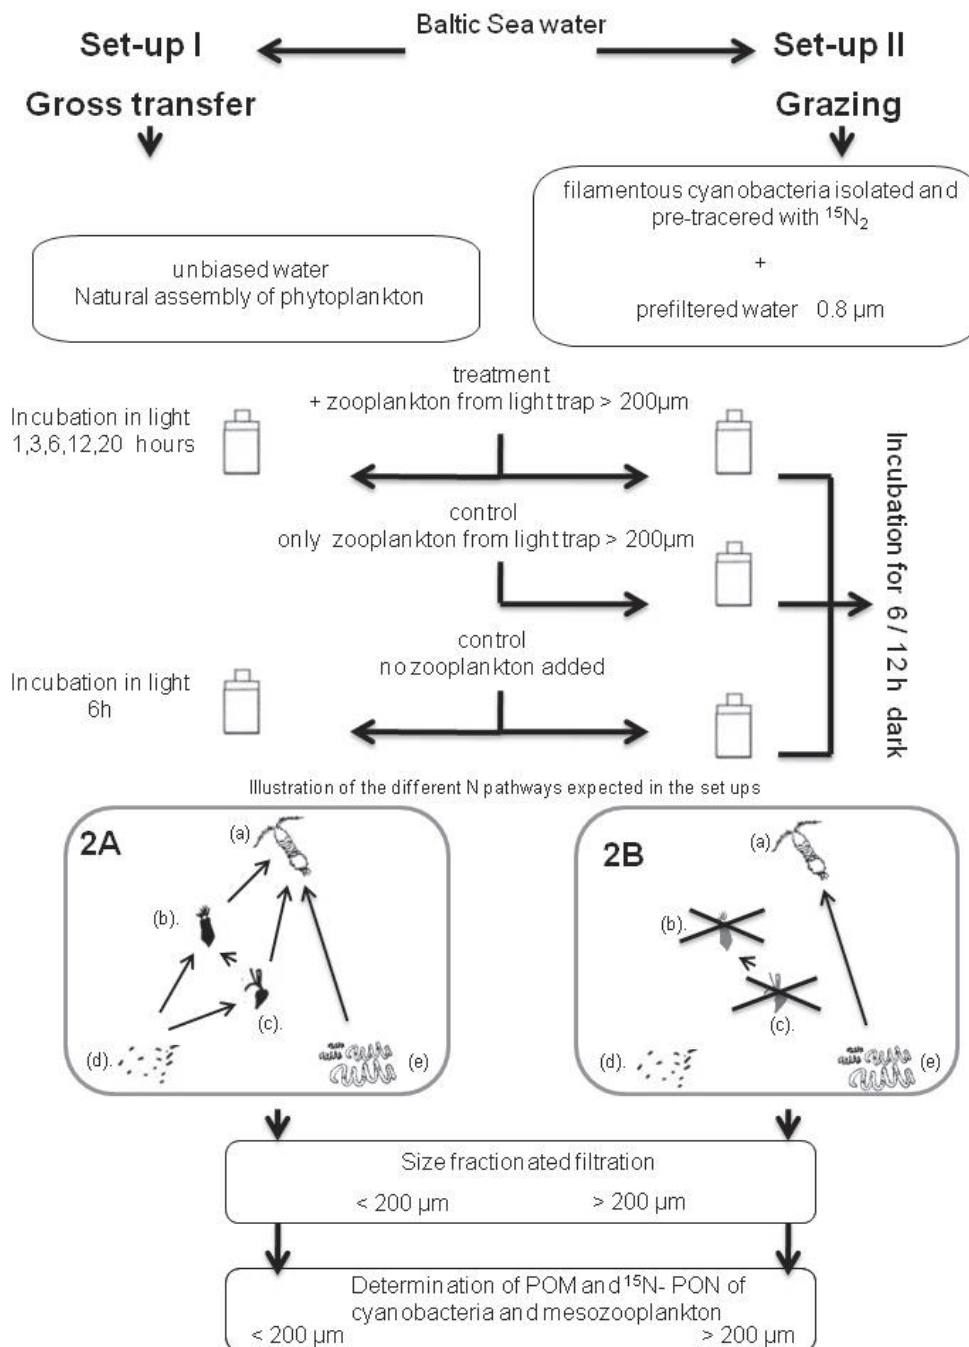 Baltic Sea water
Set-up I
Set-up II
Gross transfer
Grazing
filamentous cyanobacteria isolated and
pre-tracered with ¹⁵N₂
+
prefiltered water 0.8 µm
unbiased water
Natural assembly of phytoplankton
treatment
+ zooplankton from light trap > 200µm
Incubation in light
1,3,6,12,20 hours
control
only zooplankton from light trap > 200µm
Incubation for 6 / 12 h dark
control
no zooplankton added
Incubation in light
6h
Illustration of the different N pathways expected in the set ups
2A
(a)
(b).
(c).
(d).
(e)
2B
(a)
(b).
(c).
(d).
(e)
Size fractionated filtration
< 200 µm > 200 µm
Determination of POM and ¹⁵N- PON of
cyanobacteria and mesozooplankton
< 200 µm > 200 µm